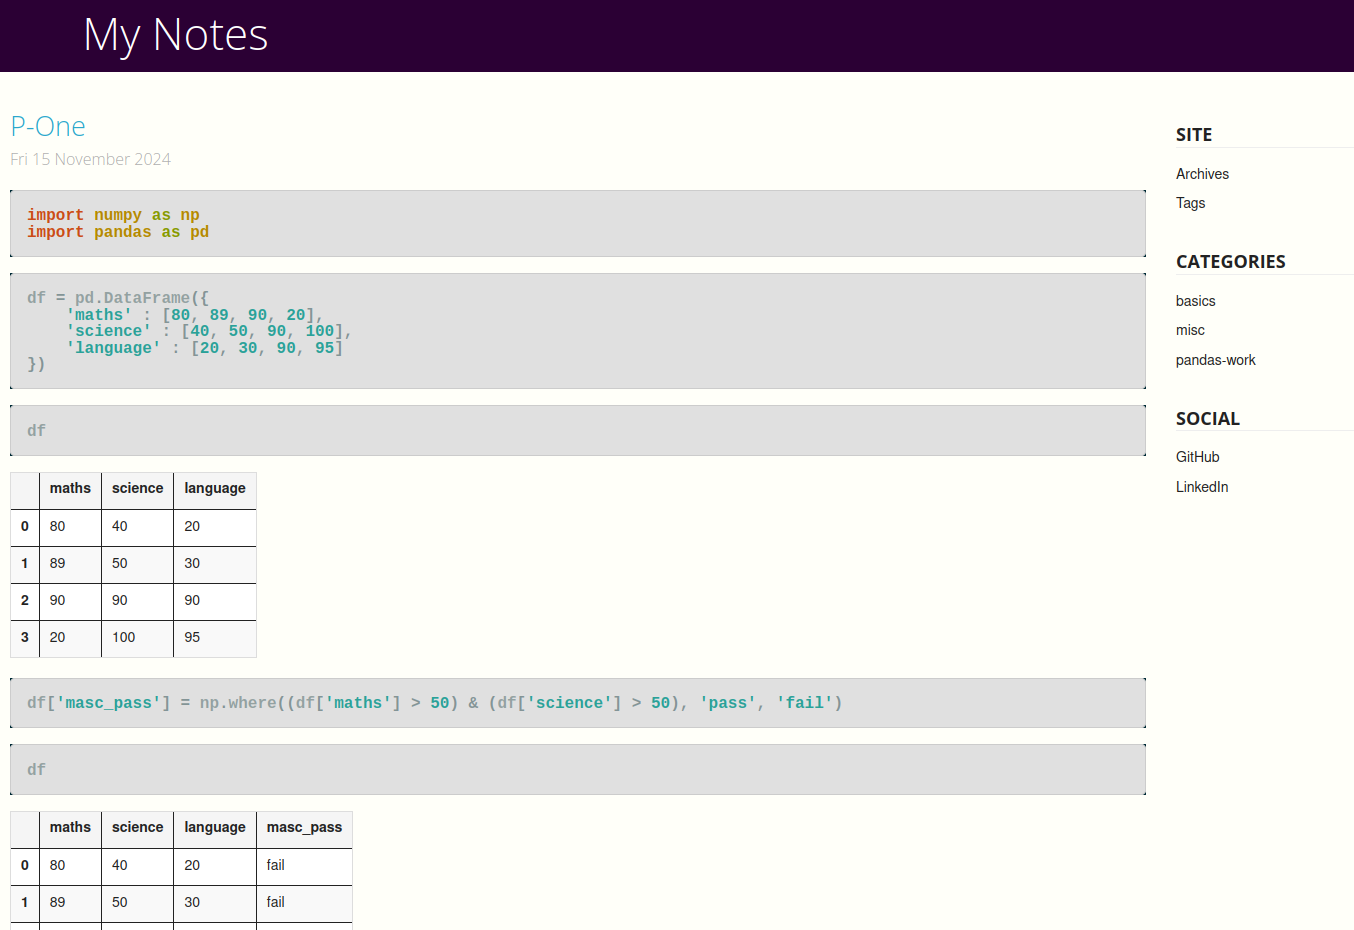 My Notes
P-One
Fri 15 November 2024
import numpy as np
import pandas as pd
df = pd.DataFrame({
    'maths' : [80, 89, 90, 20],
    'science' : [40, 50, 90, 100],
    'language' : [20, 30, 90, 95]
})
df
maths science language
0 80 40 20
1 89 50 30
2 90 90 90
3 20 100 95
df['masc_pass'] = np.where((df['maths'] > 50) & (df['science'] > 50), 'pass', 'fail')
df
maths science language masc_pass
0 80 40 20 fail
1 89 50 30 fail
SITE
Archives
Tags
CATEGORIES
basics
misc
pandas-work
SOCIAL
GitHub
LinkedIn